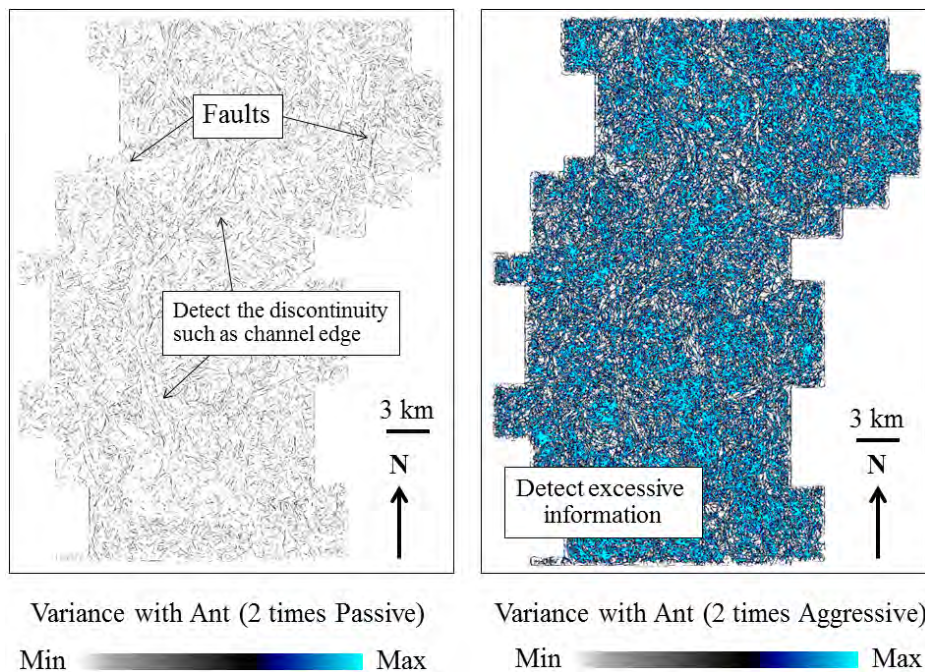 Faults
Detect the discontinuity
such as channel edge
3 km
N
Variance with Ant (2 times Passive)
Min
Max
Detect excessive
information
3 km
N
Variance with Ant (2 times Aggressive)
Min
Max